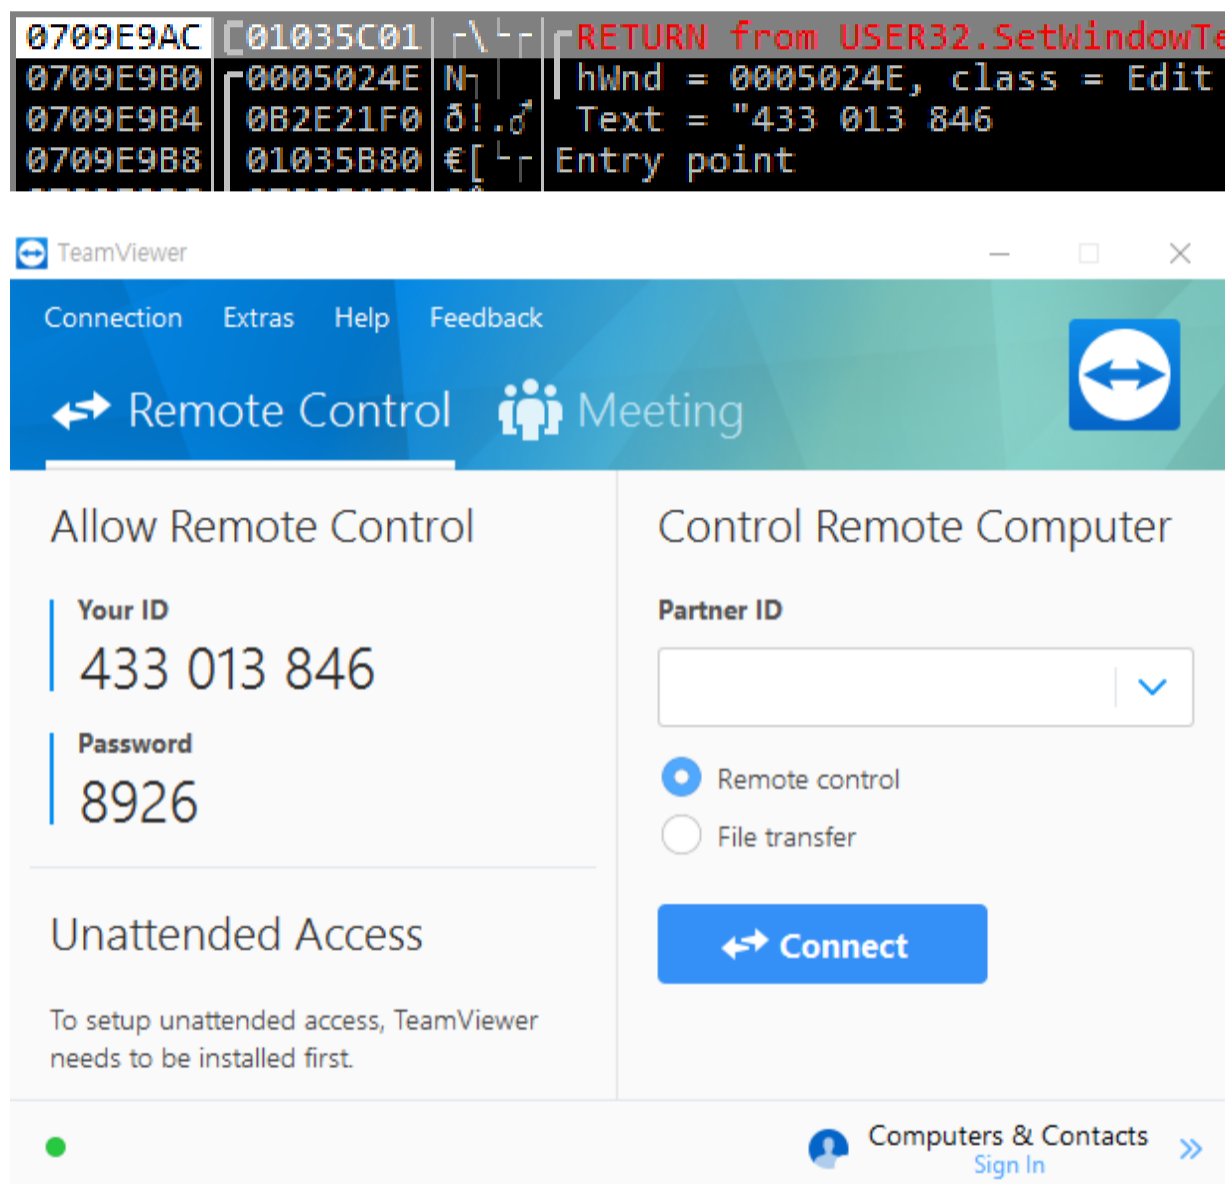 0709E9AC 01035C01 RETURN from USER32.SetWindowTe
0709E9B0 0005024E N hWnd = 0005024E, class = Edit
0709E9B4 0B2E21F0 ð!.♂ Text = "433 013 846
0709E9B8 01035B80 €[ Entry point
TeamViewer
Connection Extras Help Feedback
Remote Control Meeting
Allow Remote Control
Your ID
433 013 846
Password
8926
Unattended Access
To setup unattended access, TeamViewer
needs to be installed first.
Control Remote Computer
Partner ID
Remote control
File transfer
Connect
Computers & Contacts
Sign In